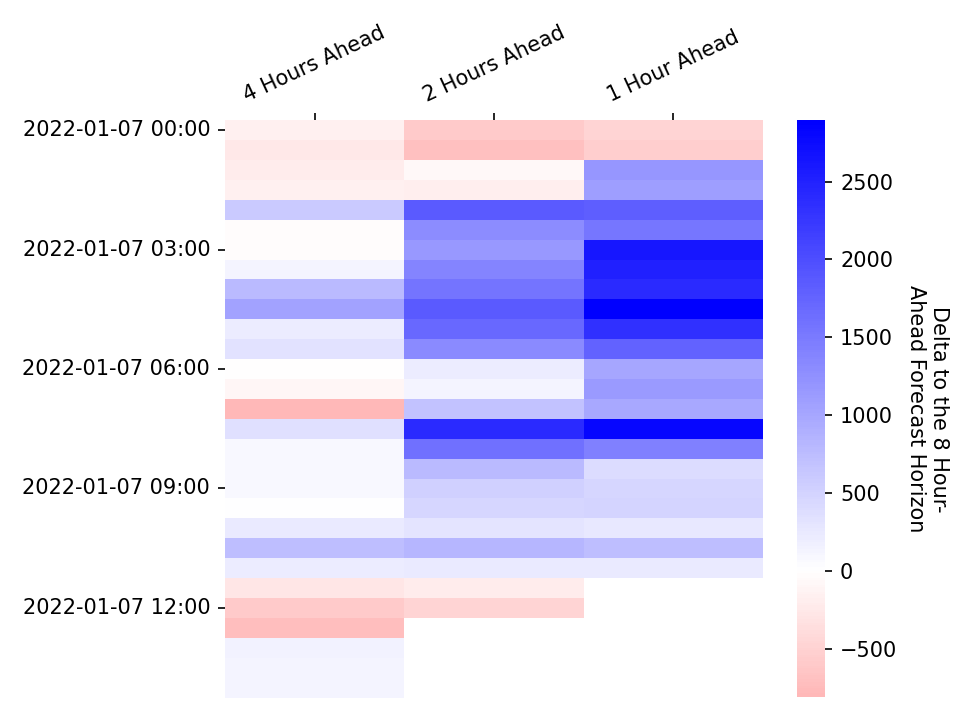 4 Hours Ahead
2 Hours Ahead
1 Hour Ahead
2022-01-07 00:00
2022-01-07 03:00
2022-01-07 06:00
2022-01-07 09:00
2022-01-07 12:00
2500
2000
1500
1000
500
0
−500
Delta to the 8 Hour-
Ahead Forecast Horizon